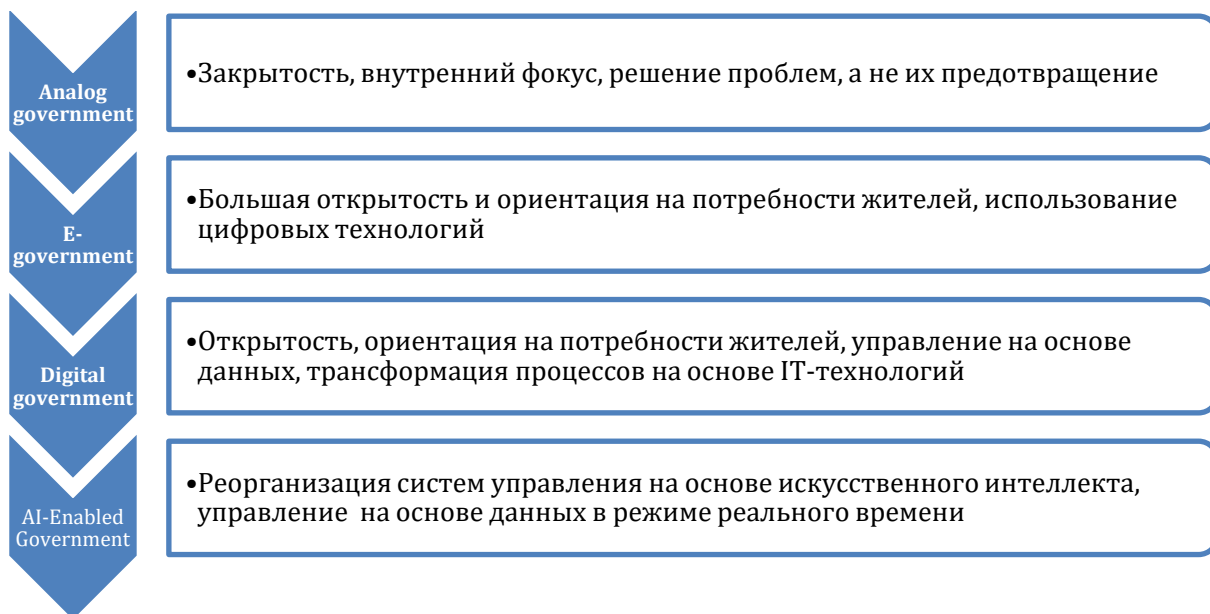 Analog
government
•Закрытость, внутренний фокус, решение проблем, а не их предотвращение
E-
government
•Большая открытость и ориентация на потребности жителей, использование
цифровых технологий
Digital
government
•Открытость, ориентация на потребности жителей, управление на основе
данных, трансформация процессов на основе IT-технологий
AI-Enabled
Government
•Реорганизация систем управления на основе искусственного интеллекта,
управление на основе данных в режиме реального времени